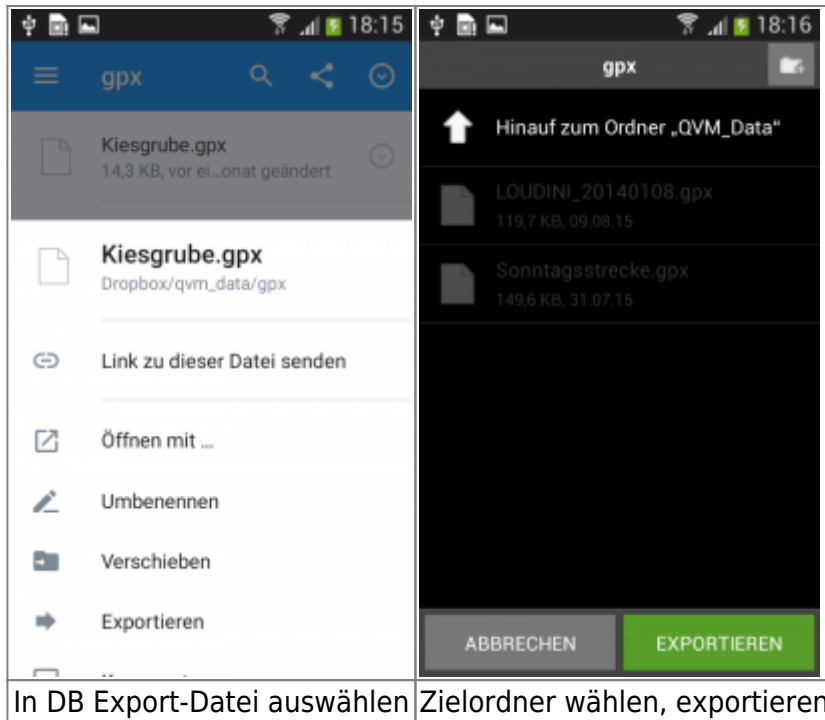 18:15
gpx
Kiesgrube.gpx
14,3 KB, vor ei...onat geändert
Kiesgrube.gpx
Dropbox/qvm_data/gpx
Link zu dieser Datei senden
Öffnen mit ...
Umbenennen
Verschieben
Exportieren
In DB Export-Datei auswählen
18:16
gpx
Hinauf zum Ordner „QVM_Data“
LOUDINI_20140108.gpx
119,7 KB, 09.08.15
Sonntagsstrecke.gpx
149,6 KB, 31.07.15
ABBRECHEN
EXPORTIEREN
Zielordner wählen, exportieren